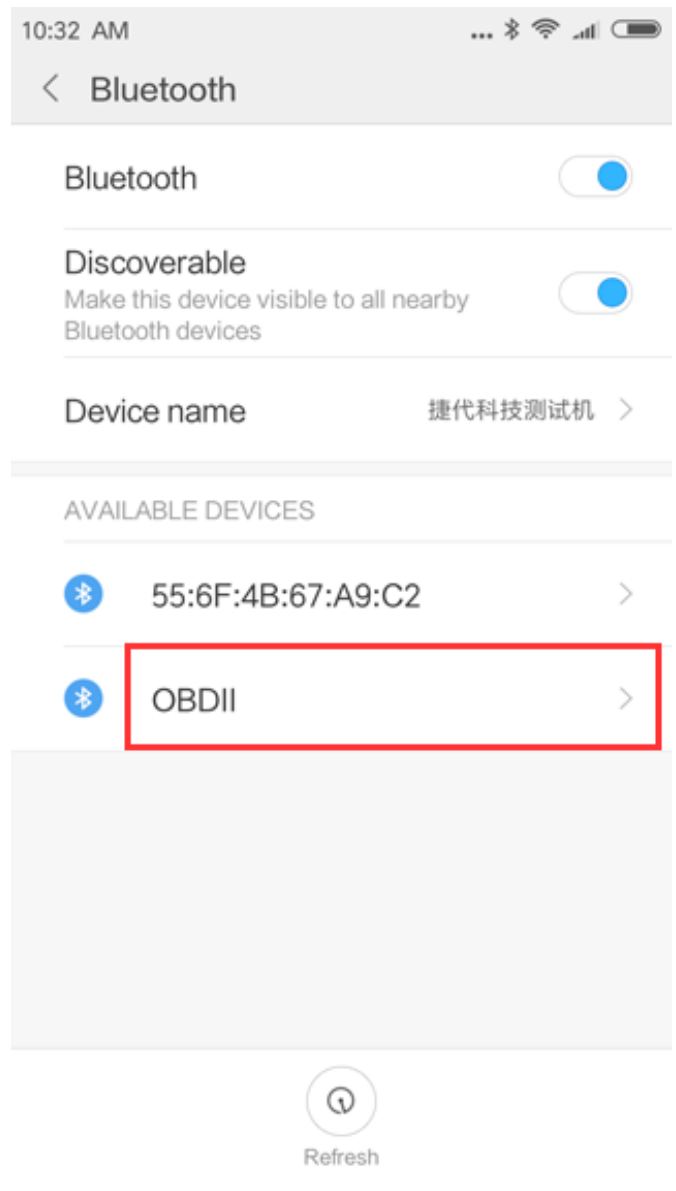 10:32 AM
Bluetooth
Bluetooth
Discoverable
Make this device visible to all nearby
Bluetooth devices
Device name 捷代科技测试机
AVAILABLE DEVICES
55:6F:4B:67:A9:C2
OBDII
Refresh